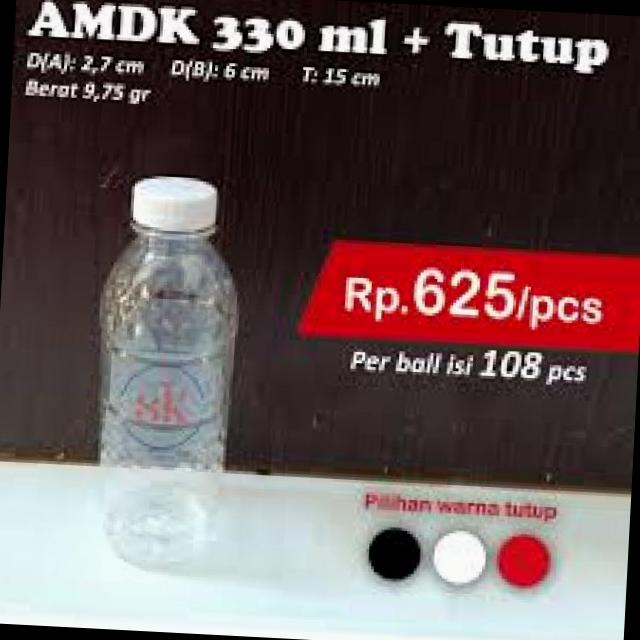 AMDK 330 ml + Tutup
D(A): 2,7 cm D(B): 6 cm T: 15 cm
Berat 9,75 gr
Rp.625/pcs
Per ball isi 108 pcs
sk
Pilihan warna tutup